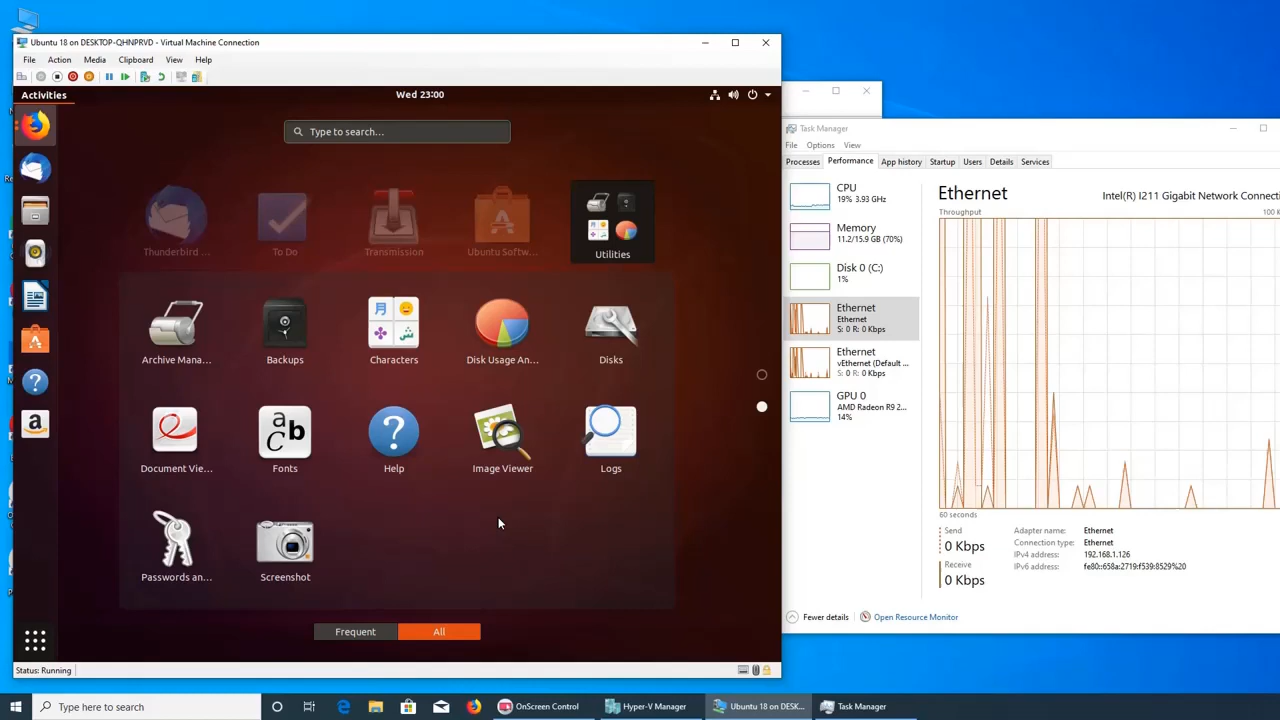 Ubuntu 18 on DESKTOP-QHNPRVD - Virtual Machine Connection
File Action Media View Clipboard Help
Activities
Wed 23:00
Type to search...
Thunderbird ...
To Do
Transmission
Ubuntu Softw...
Utilities
Archive Mana...
Backups
Characters
Disk Usage An...
Disks
Document Vie...
Fonts
Help
Image Viewer
Logs
Passwords an...
Screenshot
Frequent
All
Status: Running
Task Manager
File Options View
Processes Performance App history Startup Users Details Services
CPU
19% 3.93 GHz
Memory
11.2/15.9 GB (70%)
Disk 0 (C:)
1%
Ethernet
Ethernet
S: 0 R: 0 Kbps
Ethernet
vEthernet (Default ...
S: 0 R: 0 Kbps
GPU 0
AMD Radeon R9 2...
14%
Ethernet
Intel(R) I211 Gigabit Network Connecti
Throughput
100 K
60 seconds
Send
0 Kbps
Receive
0 Kbps
Adapter name: Ethernet
Connection type: Ethernet
IPv4 address: 192.168.1.126
IPv6 address: fe80::658a:2719:f539:8529%20
Fewer details
Open Resource Monitor
Type here to search
OnScreen Control
Hyper-V Manager
Ubuntu 18 on DESK...
Task Manager